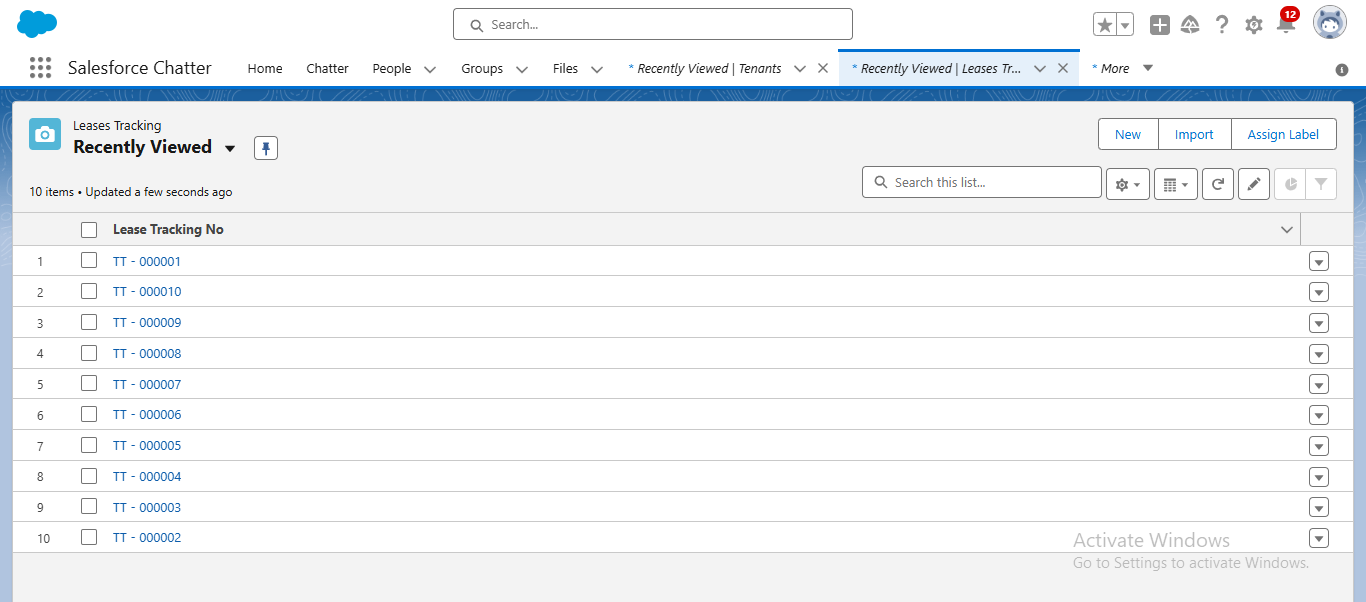 Search...
12
Salesforce Chatter Home Chatter People Groups Files * Recently Viewed | Tenants * Recently Viewed | Leases Tr... * More
Leases Tracking
Recently Viewed
New Import Assign Label
10 items • Updated a few seconds ago
Search this list...
Lease Tracking No
1 TT - 000001
2 TT - 000010
3 TT - 000009
4 TT - 000008
5 TT - 000007
6 TT - 000006
7 TT - 000005
8 TT - 000004
9 TT - 000003
10 TT - 000002
Activate Windows
Go to Settings to activate Windows.